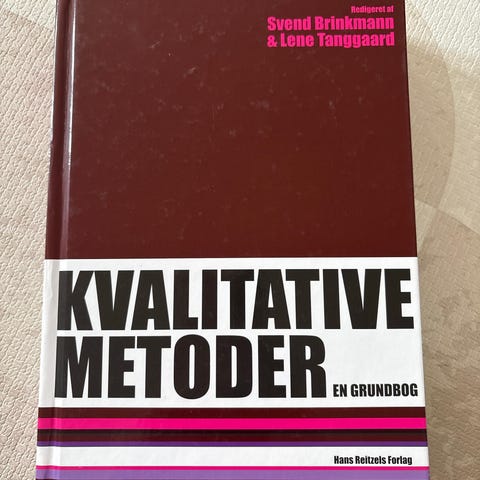 Redigeret af
Svend Brinkmann
& Lene Tanggaard
KVALITATIVE
METODER
EN GRUNDBOG
Hans Reitzels Forlag